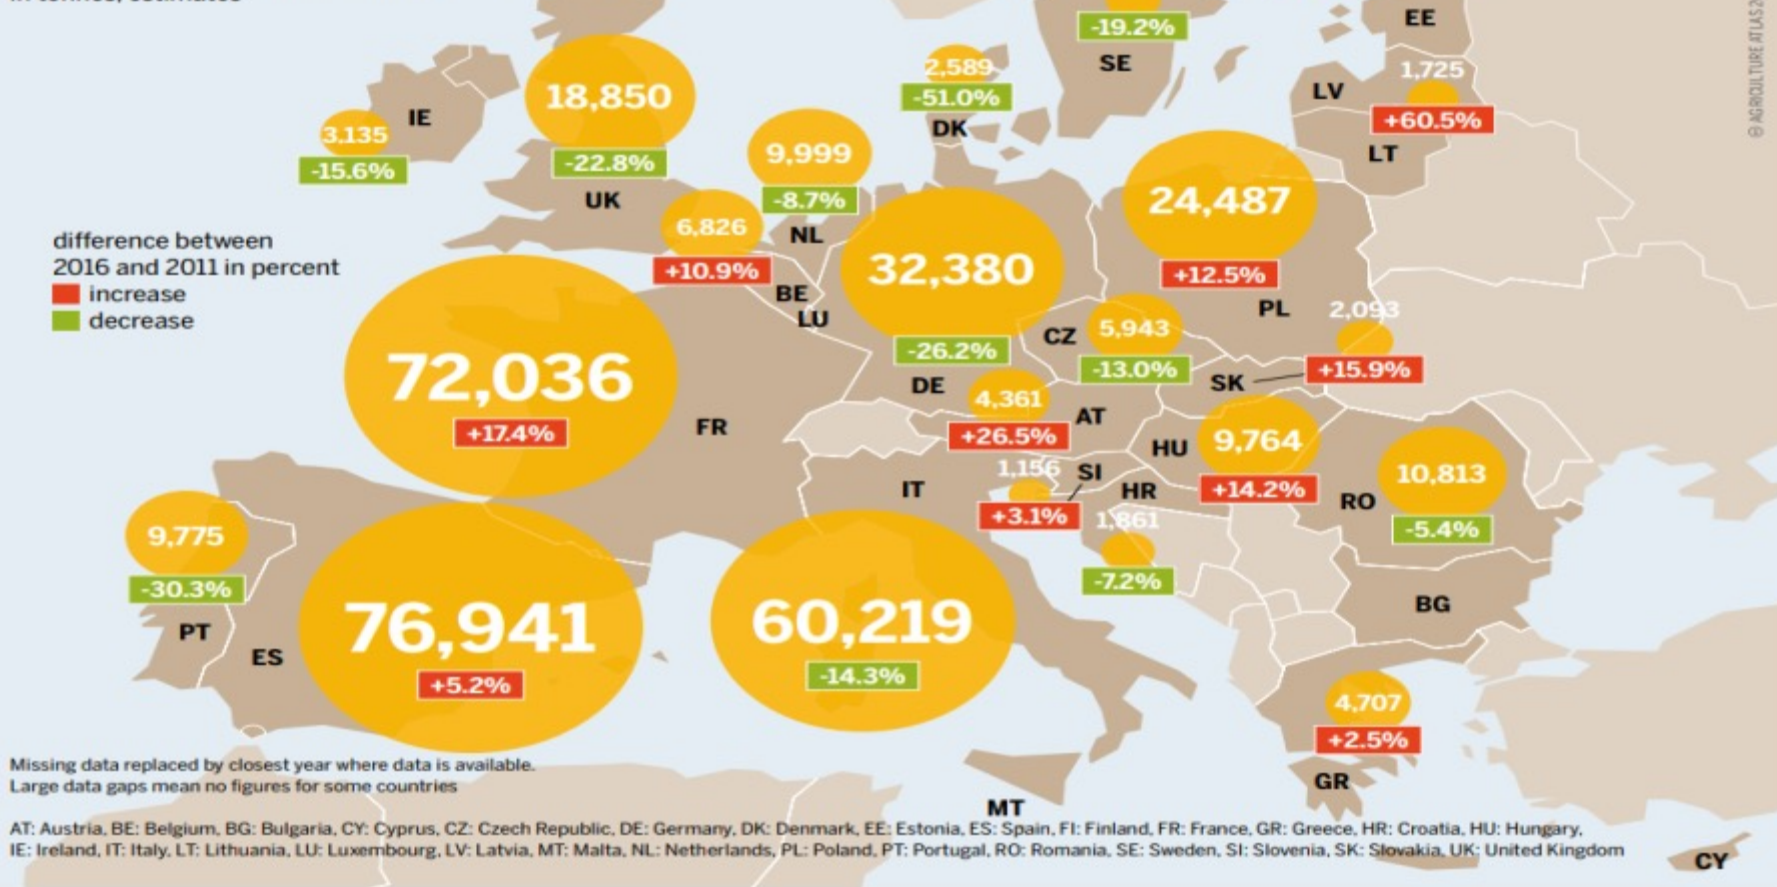 -19.2%
SE
EE
© AGRICULTURE ATLAS
18,850
-22.8%
UK
3,135
-15.6%
IE
2,589
-51.0%
DK
1,725
+60.5%
LV
LT
9,999
-8.7%
NL
6,826
+10.9%
BE
LU
32,380
-26.2%
DE
24,487
+12.5%
PL
difference between
2016 and 2011 in percent
increase
decrease
72,036
+17.4%
FR
CZ
5,943
-13.0%
2,093
+15.9%
SK
4,361
+26.5%
AT
HU
9,764
+14.2%
10,813
-5.4%
RO
IT
1,156
+3.1%
SI
HR
1,861
-7.2%
9,775
-30.3%
PT
ES
76,941
+5.2%
60,219
-14.3%
BG
4,707
+2.5%
GR
MT
CY
Missing data replaced by closest year where data is available.
Large data gaps mean no figures for some countries
AT: Austria, BE: Belgium, BG: Bulgaria, CY: Cyprus, CZ: Czech Republic, DE: Germany, DK: Denmark, EE: Estonia, ES: Spain, FI: Finland, FR: France, GR: Greece, HR: Croatia, HU: Hungary,
IE: Ireland, IT: Italy, LT: Lithuania, LU: Luxembourg, LV: Latvia, MT: Malta, NL: Netherlands, PL: Poland, PT: Portugal, RO: Romania, SE: Sweden, SI: Slovenia, SK: Slovakia, UK: United Kingdom